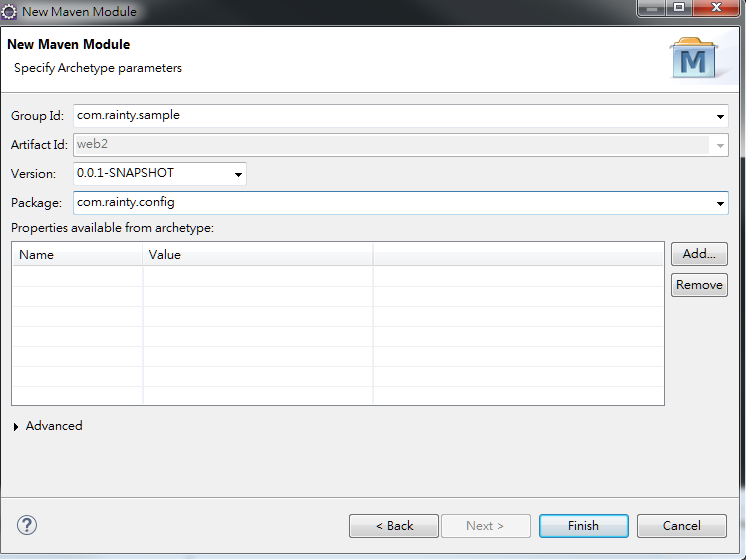 New Maven Module
New Maven Module
Specify Archetype parameters
M
Group Id: com.rainty.sample
Artifact Id: web2
Version: 0.0.1-SNAPSHOT
Package: com.rainty.config
Properties available from archetype:
Name Value
Add...
Remove
Advanced
? < Back Next > Finish Cancel